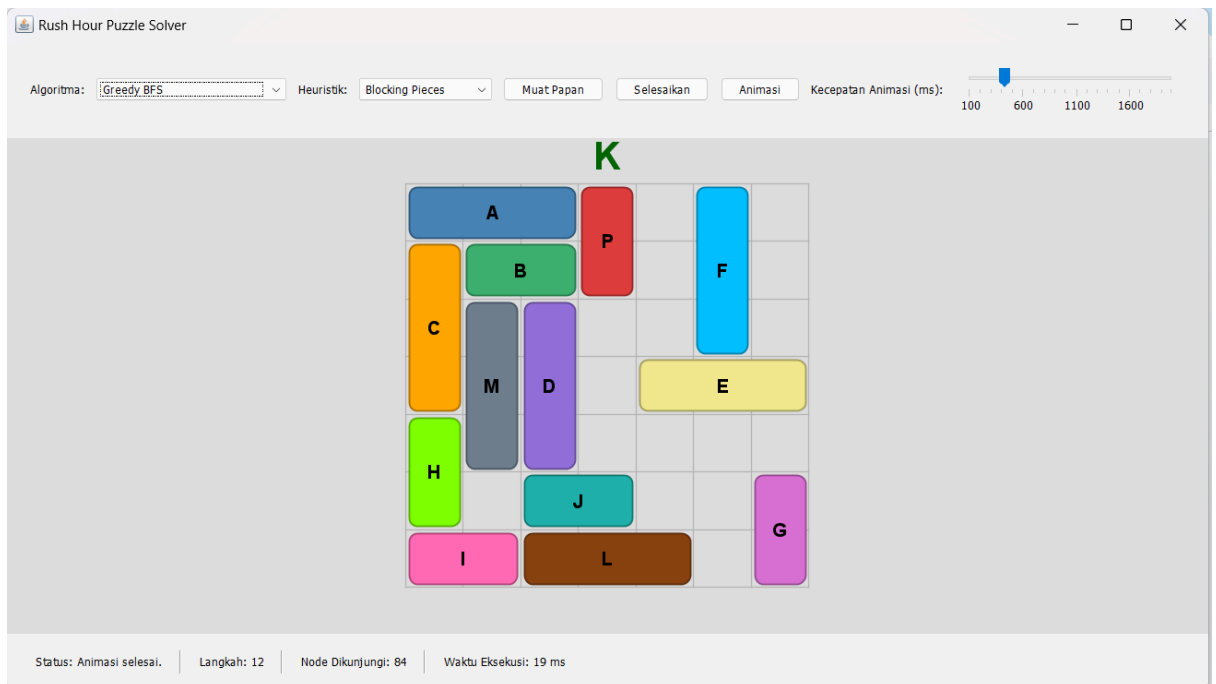 Rush Hour Puzzle Solver
Algoritma: Greedy BFS Heuristik: Blocking Pieces Muat Papan Selesaikan Animasi Kecepatan Animasi (ms):
100 600 1100 1600
K
A
P
B
F
C
M
D
E
H
J
G
I
L
Status: Animasi selesai. Langkah: 12 Node Dikunjungi: 84 Waktu Eksekusi: 19 ms